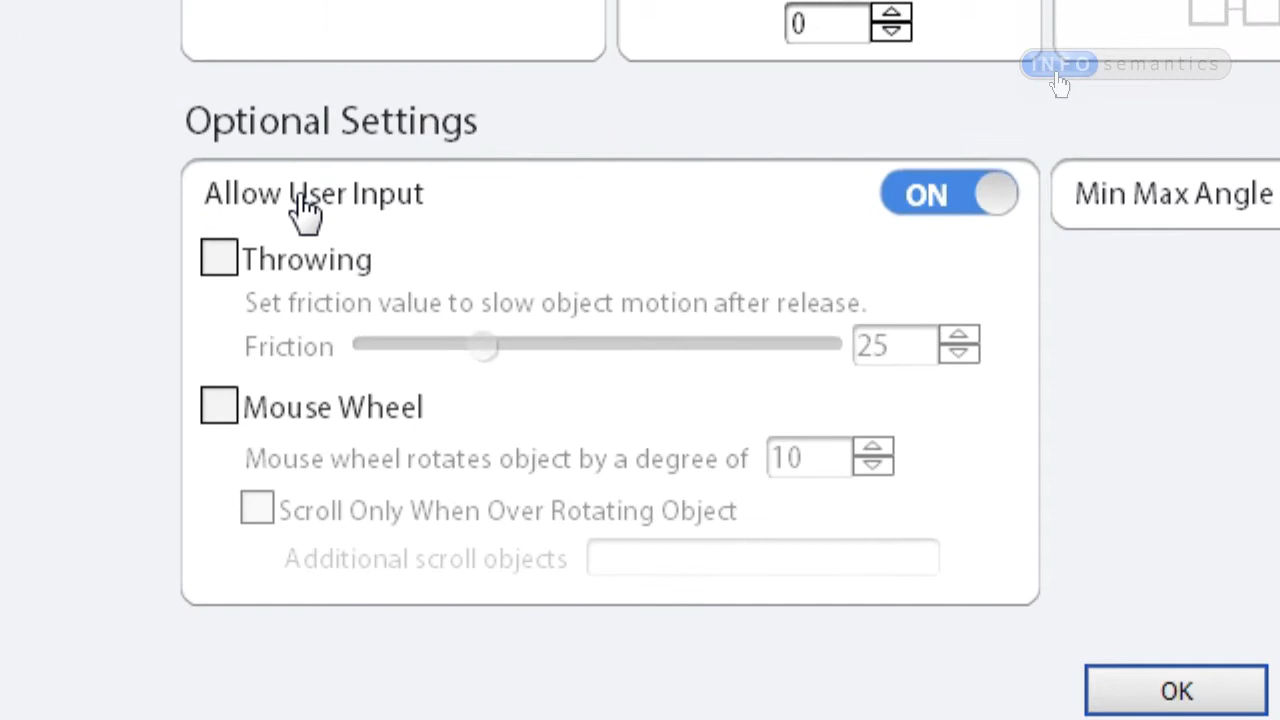 0
INFO semantics
Optional Settings
Allow User Input
ON
Min Max Angle
Throwing
Set friction value to slow object motion after release.
Friction
25
Mouse Wheel
Mouse wheel rotates object by a degree of
10
Scroll Only When Over Rotating Object
Additional scroll objects
OK